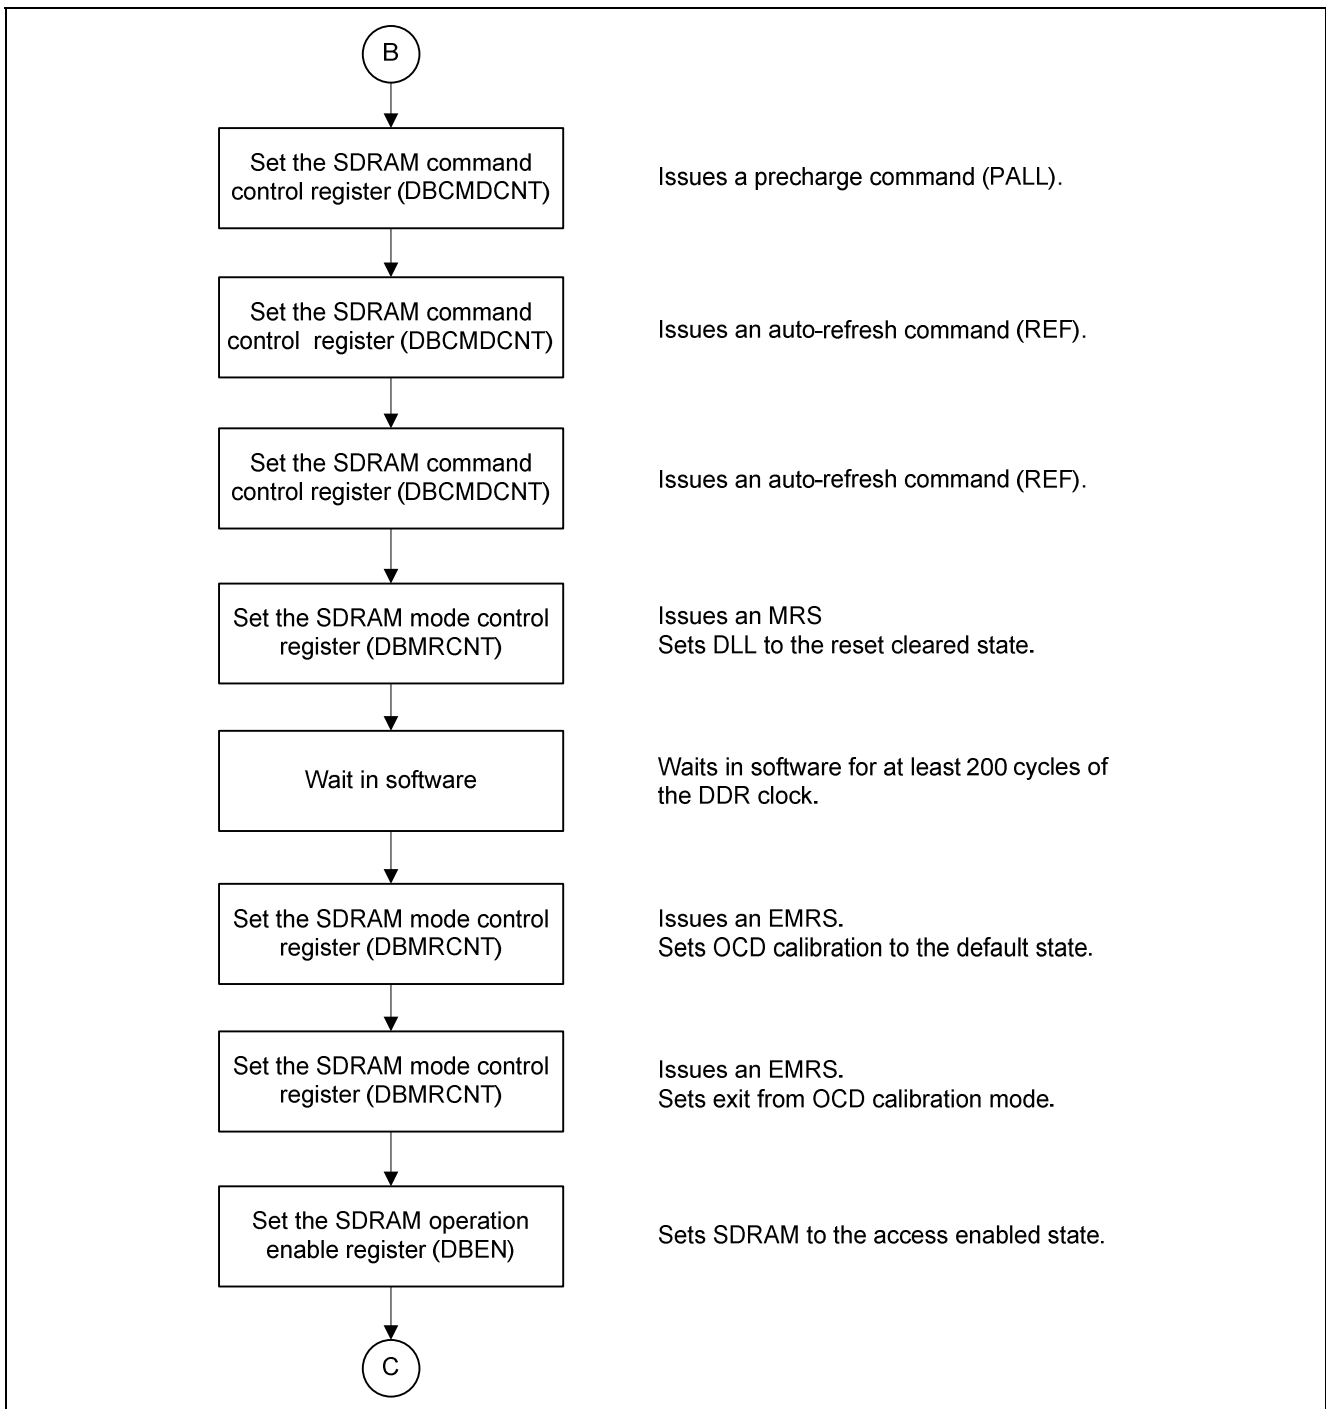 B
Set the SDRAM command
control register (DBCMDCNT)
Issues a precharge command (PALL).
Set the SDRAM command
control register (DBCMDCNT)
Issues an auto-refresh command (REF).
Set the SDRAM command
control register (DBCMDCNT)
Issues an auto-refresh command (REF).
Set the SDRAM mode control
register (DBMRCNT)
Issues an MRS
Sets DLL to the reset cleared state.
Wait in software
Waits in software for at least 200 cycles of
the DDR clock.
Set the SDRAM mode control
register (DBMRCNT)
Issues an EMRS.
Sets OCD calibration to the default state.
Set the SDRAM mode control
register (DBMRCNT)
Issues an EMRS.
Sets exit from OCD calibration mode.
Set the SDRAM operation
enable register (DBEN)
Sets SDRAM to the access enabled state.
C